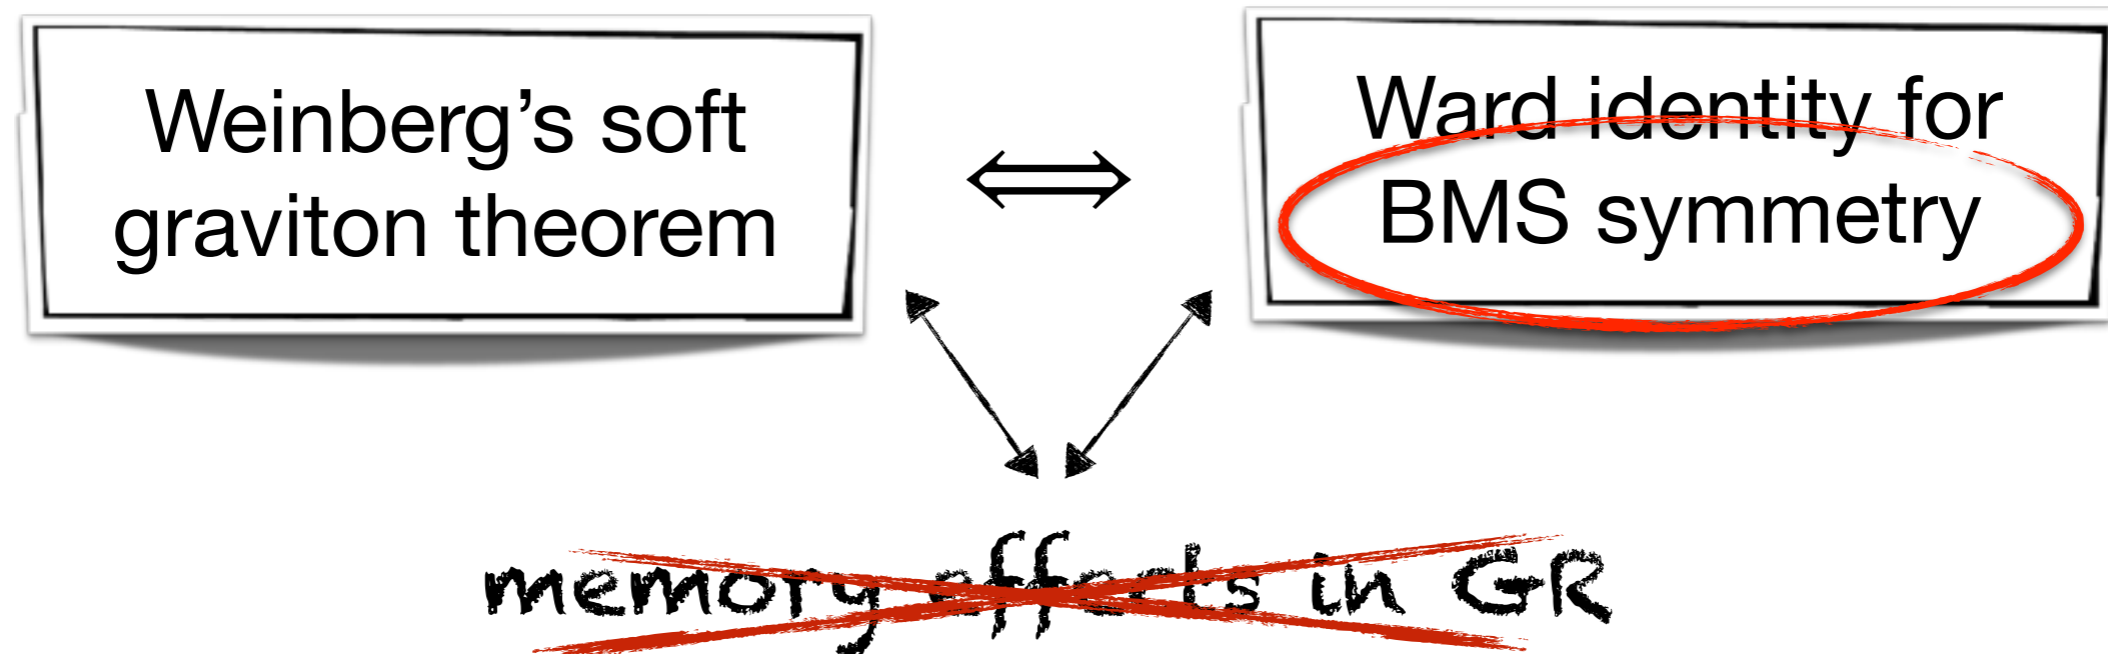 Weinberg’s soft
graviton theorem
Ward identity for
BMS symmetry
memory effects in GR